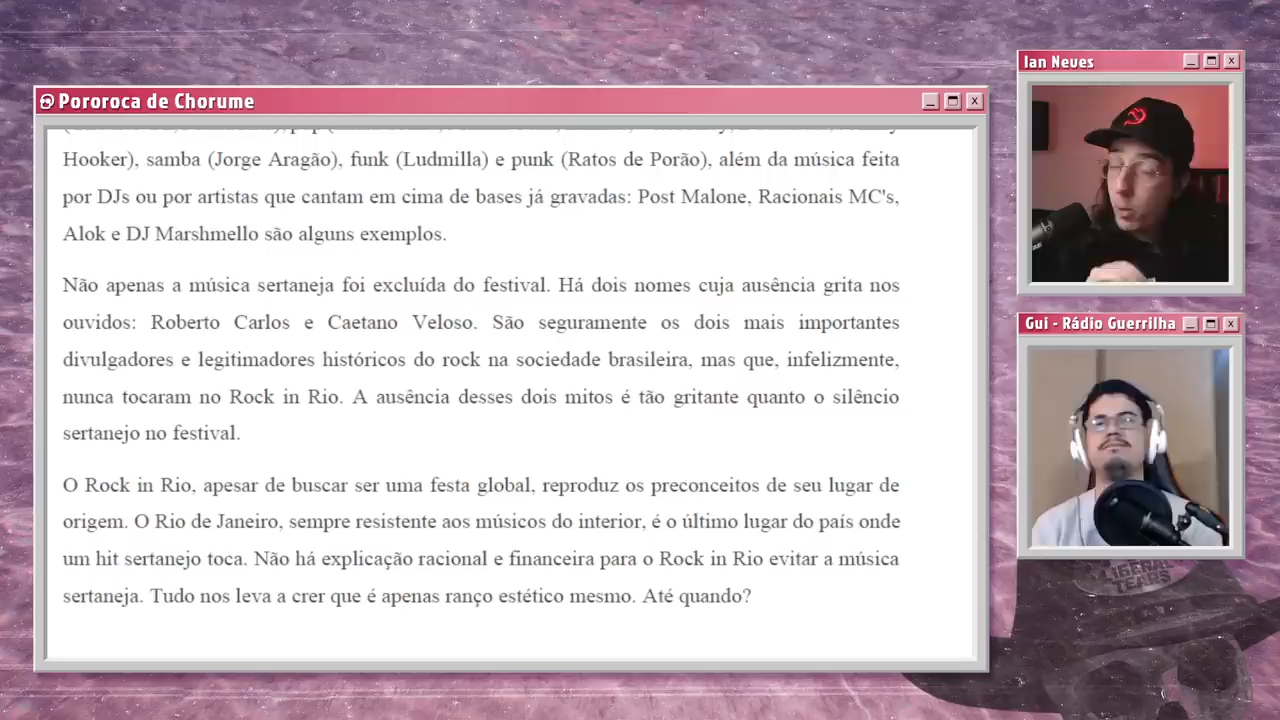 Pororoca de Chorume
Hooker), samba (Jorge Aragão), funk (Ludmilla) e punk (Ratos de Porão), além da música feita
por DJs ou por artistas que cantam em cima de bases já gravadas: Post Malone, Racionais MC's,
Alok e DJ Marshmello são alguns exemplos.
Não apenas a música sertaneja foi excluída do festival. Há dois nomes cuja ausência grita nos
ouvidos: Roberto Carlos e Caetano Veloso. São seguramente os dois mais importantes
divulgadores e legitimadores históricos do rock na sociedade brasileira, mas que, infelizmente,
nunca tocaram no Rock in Rio. A ausência desses dois mitos é tão gritante quanto o silêncio
sertanejo no festival.
O Rock in Rio, apesar de buscar ser uma festa global, reproduz os preconceitos de seu lugar de
origem. O Rio de Janeiro, sempre resistente aos músicos do interior, é o último lugar do país onde
um hit sertanejo toca. Não há explicação racional e financeira para o Rock in Rio evitar a música
sertaneja. Tudo nos leva a crer que é apenas ranço estético mesmo. Até quando?
Ian Neves
Gui - Rádio Guerrilha
LIBERAL
TEARS